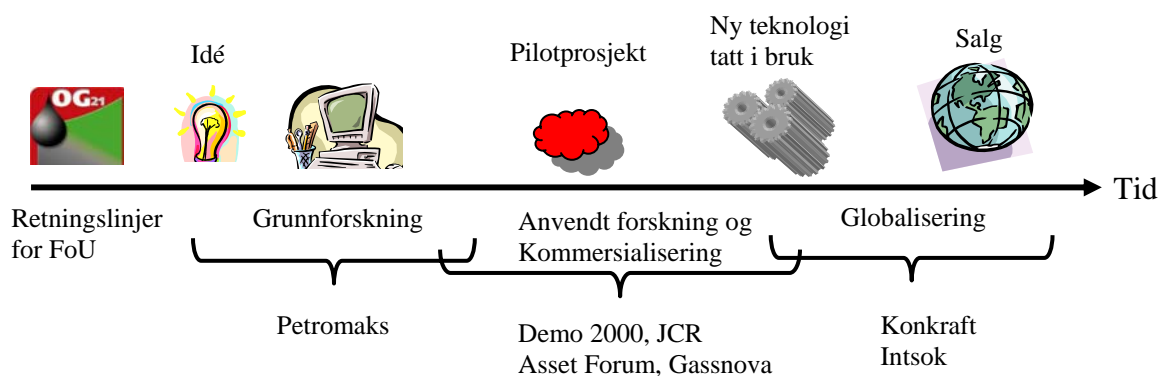 Idé
Pilotprosjekt
Ny teknologi
tatt i bruk
Salg
OG21
Tid
Retningslinjer
for FoU
Grunnforskning
Anvendt forskning og
Kommersialisering
Globalisering
Petromaks
Demo 2000, JCR
Asset Forum, Gassnova
Konkraft
Intsok